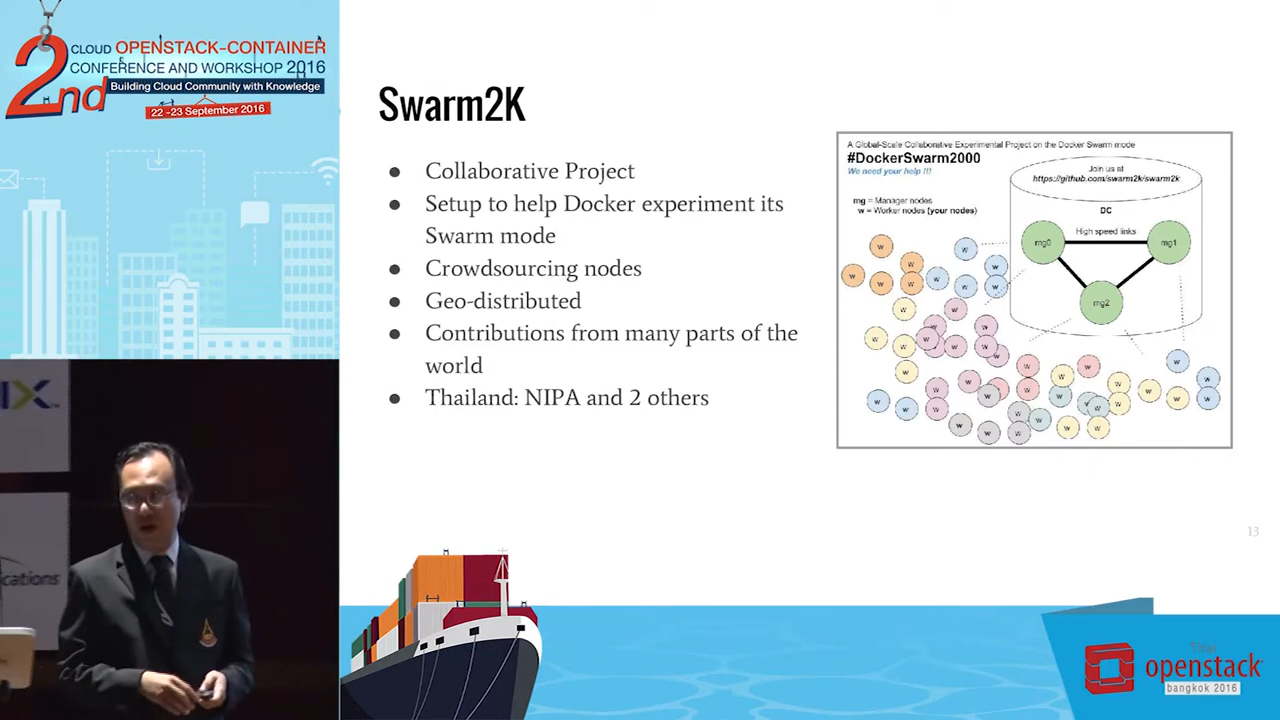 2nd
CLOUD OPENSTACK-CONTAINER
CONFERENCE AND WORKSHOP 2016
Building Cloud Community with Knowledge
22 -23 September 2016
Swarm2K
● Collaborative Project
● Setup to help Docker experiment its
Swarm mode
● Crowdsourcing nodes
● Geo-distributed
● Contributions from many parts of the
world
● Thailand: NIPA and 2 others
A Global-Scale Collaborative Experimental Project on the Docker Swarm mode
#DockerSwarm2000
We need your help !!!
Join us at
https://github.com/swarm2k/swarm2k
mg = Manager nodes
w = Worker nodes (your nodes)
DC
High speed links
mg0
mg1
mg2
w
13
IX
cations
Thai
openstack
bangkok 2016